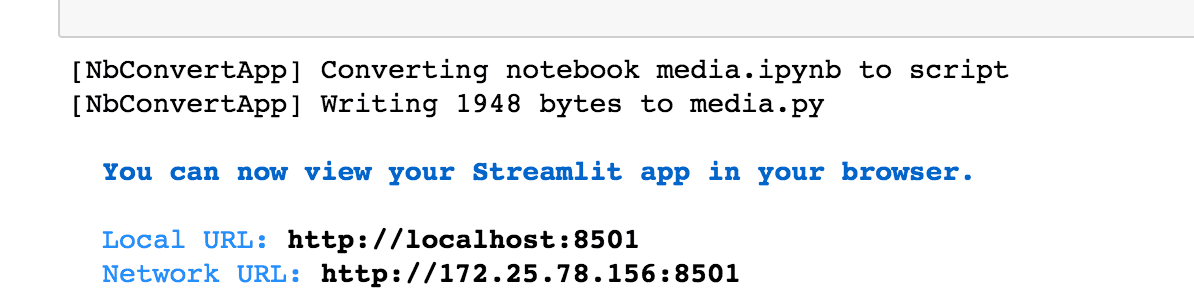 [NbConvertApp] Converting notebook media.ipynb to script
[NbConvertApp] Writing 1948 bytes to media.py
You can now view your Streamlit app in your browser.
Local URL: http://localhost:8501
Network URL: http://172.25.78.156:8501